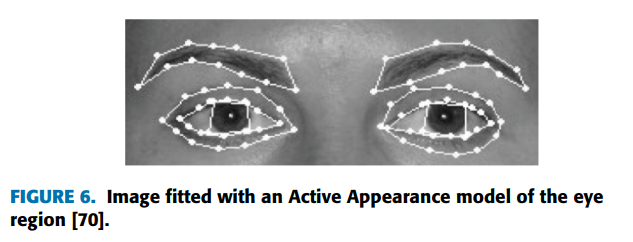 FIGURE 6. Image fitted with an Active Appearance model of the eye
region [70].